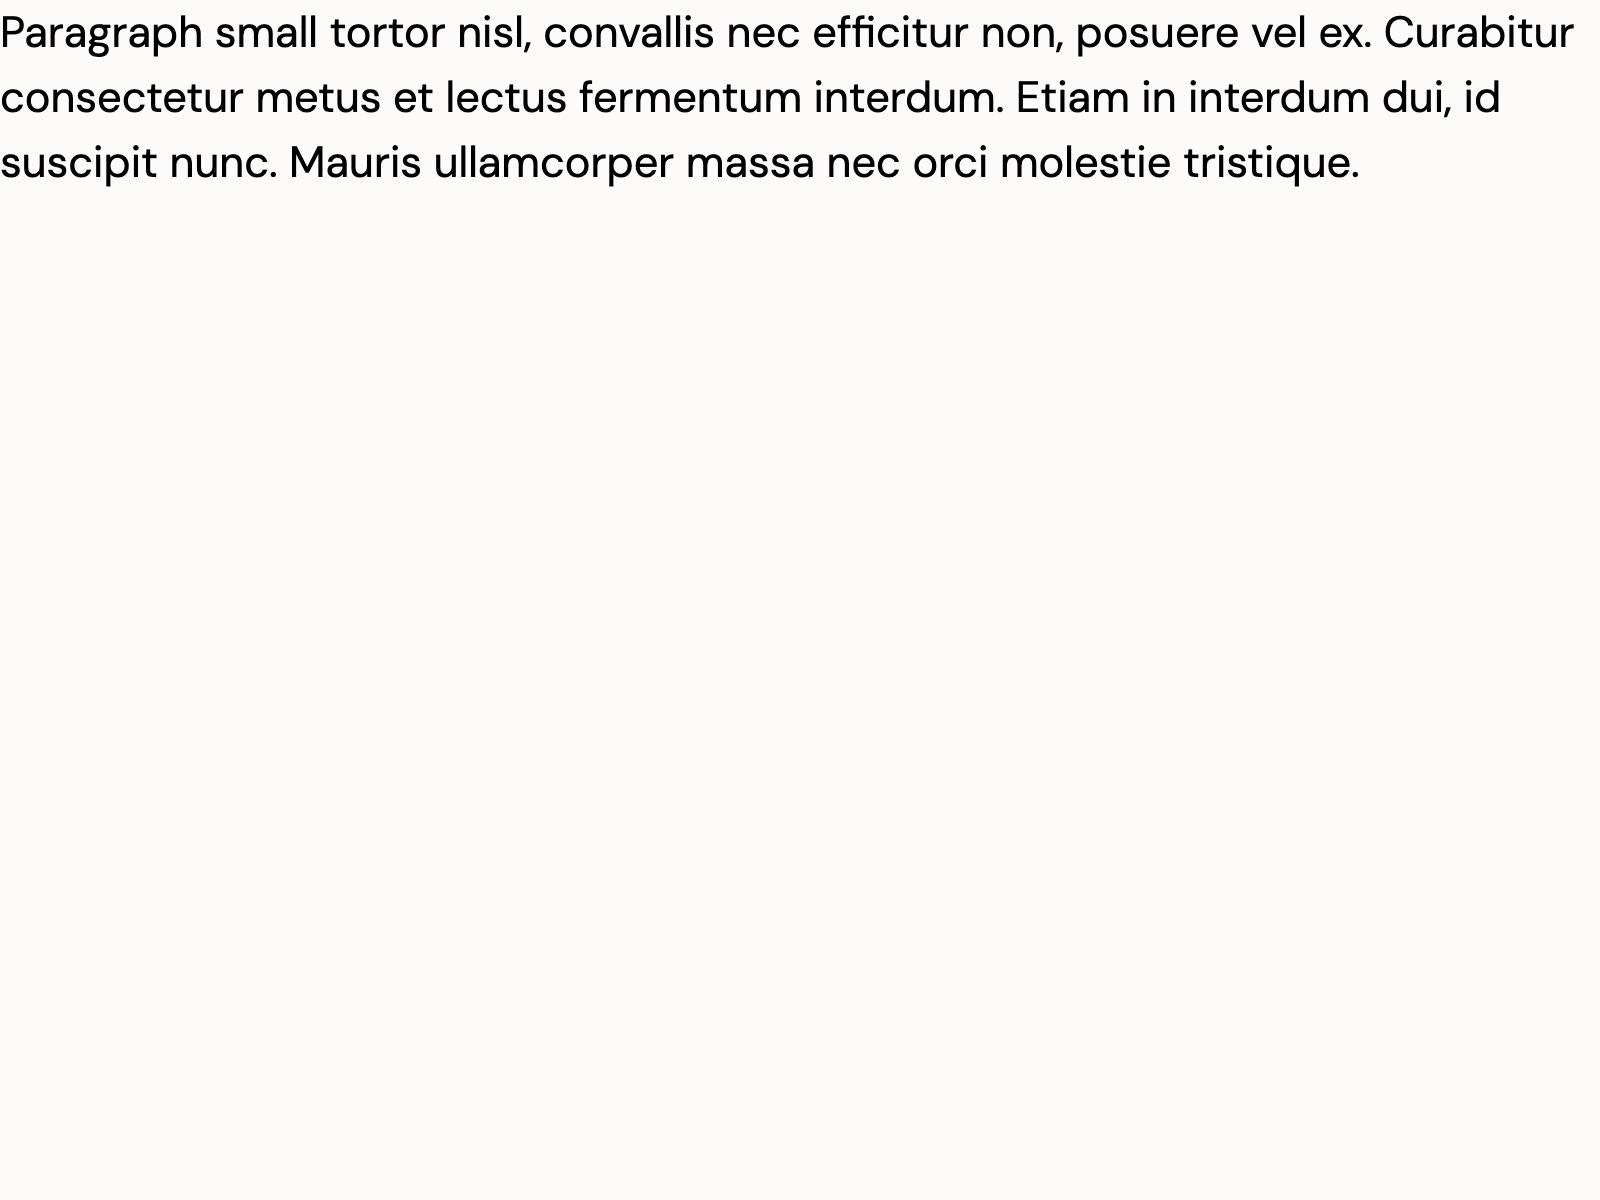 Paragraph small tortor nisl, convallis nec efficitur non, posuere vel ex. Curabitur
consectetur metus et lectus fermentum interdum. Etiam in interdum dui, id
suscipit nunc. Mauris ullamcorper massa nec orci molestie tristique.